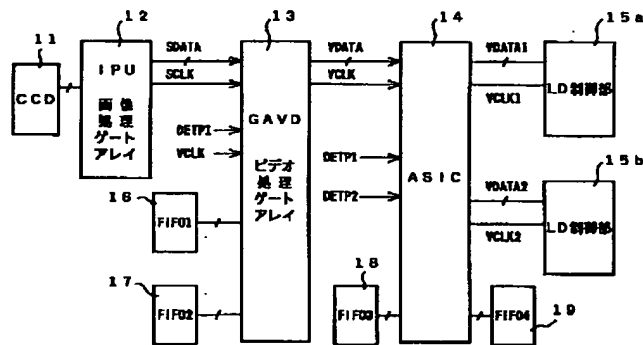 11
CCD
12
IPU
画像
処理
ゲート
アレイ
SDATA
SCLK
DETP1
VCLK
13
GAVD
ビデオ
処理
ゲート
アレイ
16
FIFO1
17
FIFO2
VDATA
VCLK
DETP1
DETP2
14
ASIC
18
FIFO3
FIFO4
19
VDATA1
VCLK1
15a
LD制御部
VDATA2
VCLK2
15b
LD制御部